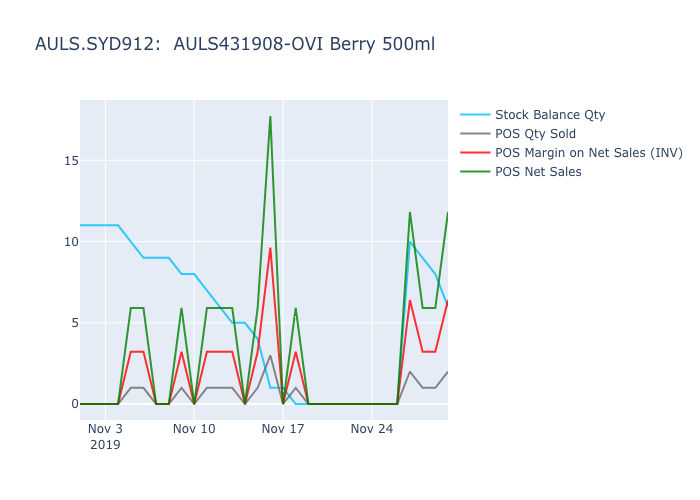 AULS.SYD912:  AULS431908-OVI Berry 500ml
Stock Balance Qty
POS Qty Sold
POS Margin on Net Sales (INV)
POS Net Sales
15
10
5
0
Nov 3
2019
Nov 10
Nov 17
Nov 24